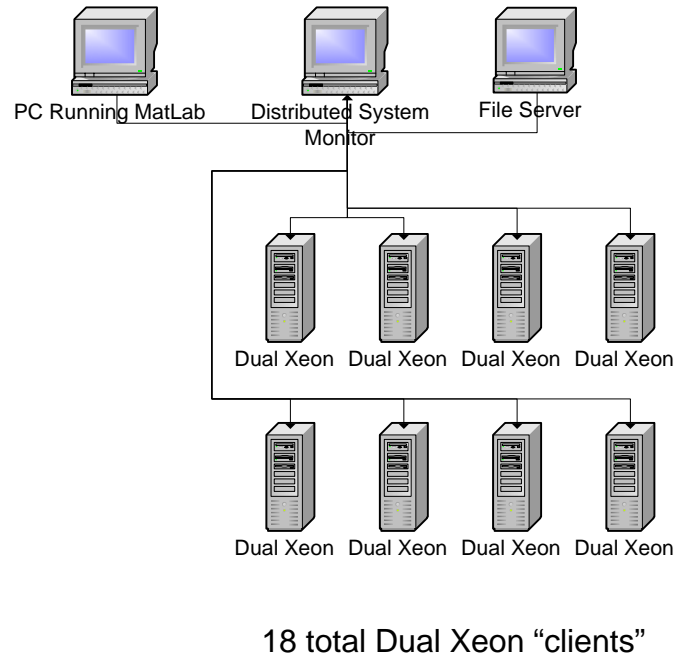 PC Running MatLab
Distributed System
Monitor
File Server
Dual Xeon Dual Xeon Dual Xeon Dual Xeon
Dual Xeon Dual Xeon Dual Xeon Dual Xeon
18 total Dual Xeon “clients”